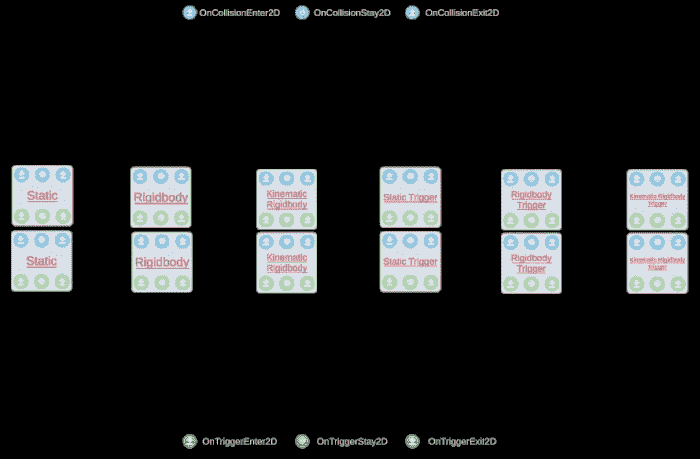 OnCollisionEnter2D OnCollisionStay2D OnCollisionExit2D
Static Rigidbody Kinematic Rigidbody Static Trigger Rigidbody Trigger Kinematic Rigidbody Trigger
Static Rigidbody Kinematic Rigidbody Static Trigger Rigidbody Trigger Kinematic Rigidbody Trigger
OnTriggerEnter2D OnTriggerStay2D OnTriggerExit2D